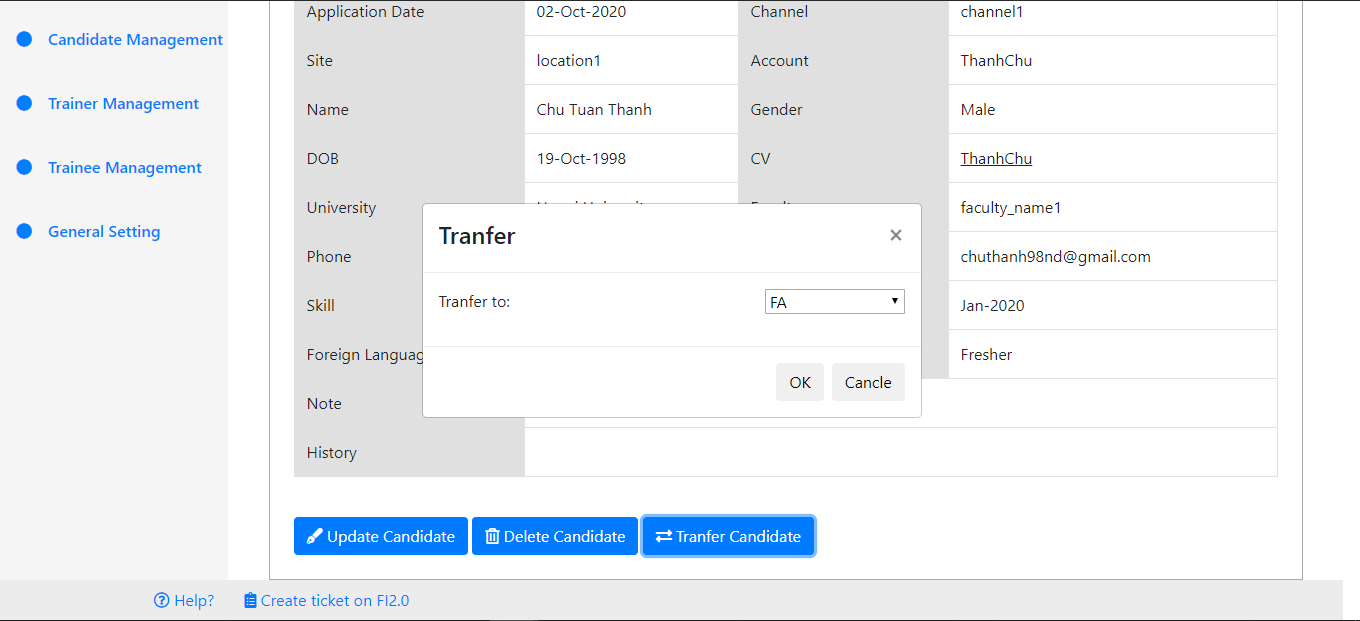 Candidate Management
Trainer Management
Trainee Management
General Setting
Application Date 02-Oct-2020 Channel channel1
Site location1 Account ThanhChu
Name Chu Tuan Thanh Gender Male
DOB 19-Oct-1998 CV ThanhChu
University faculty_name1
Phone chuthanh98nd@gmail.com
Skill Jan-2020
Foreign Languag Fresher
Note
History
Tranfer ×
Tranfer to: FA
OK Cancle
Update Candidate Delete Candidate Tranfer Candidate
Help? Create ticket on FI2.0